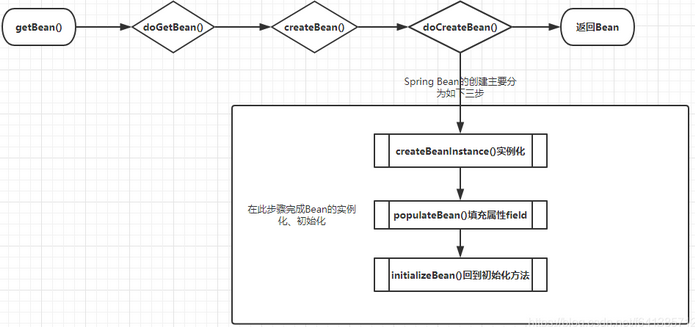 getBean()
doGetBean()
createBean()
doCreateBean()
返回Bean
Spring Bean的创建主要分
为如下三步
createBeanInstance()实例化
在此步骤完成Bean的实例
化、初始化
populateBean()填充属性field
initializeBean()回到初始化方法